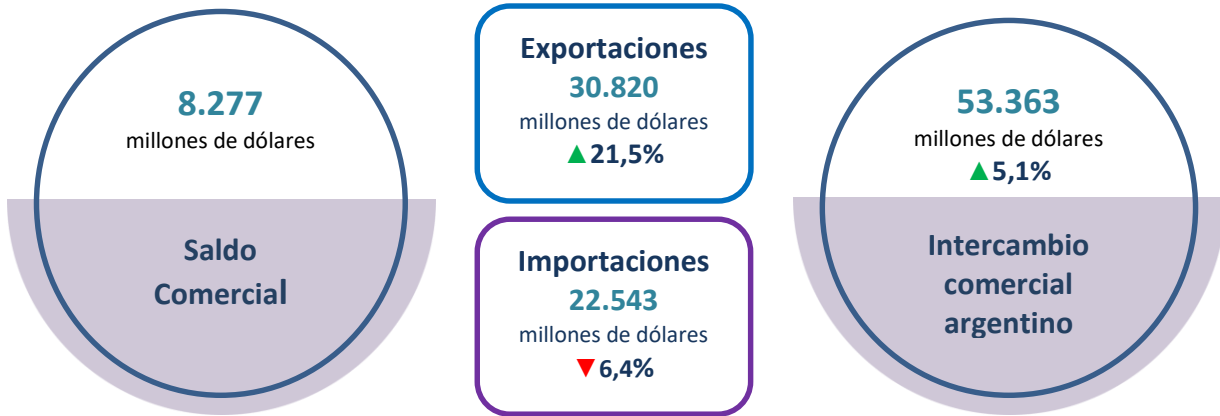 8.277
millones de dólares
Saldo
Comercial
Exportaciones
30.820
millones de dólares
▲21,5%
Importaciones
22.543
millones de dólares
▼6,4%
53.363
millones de dólares
▲5,1%
Intercambio
comercial
argentino